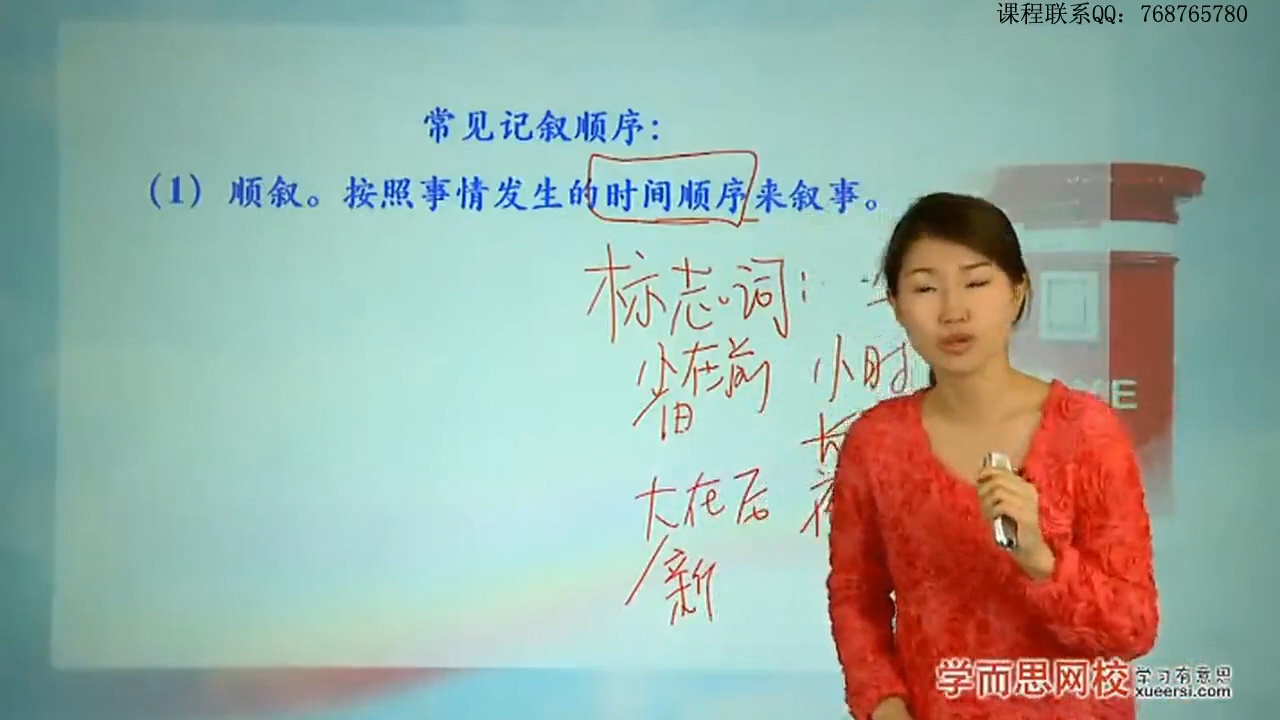 课程联系QQ：768765780
常见记叙顺序：
（1）顺叙。按照事情发生的时间顺序来叙事。
标志词：
小在前 小时
/旧
大在后
/新
学而思网校 学习有意思
xueersi.com